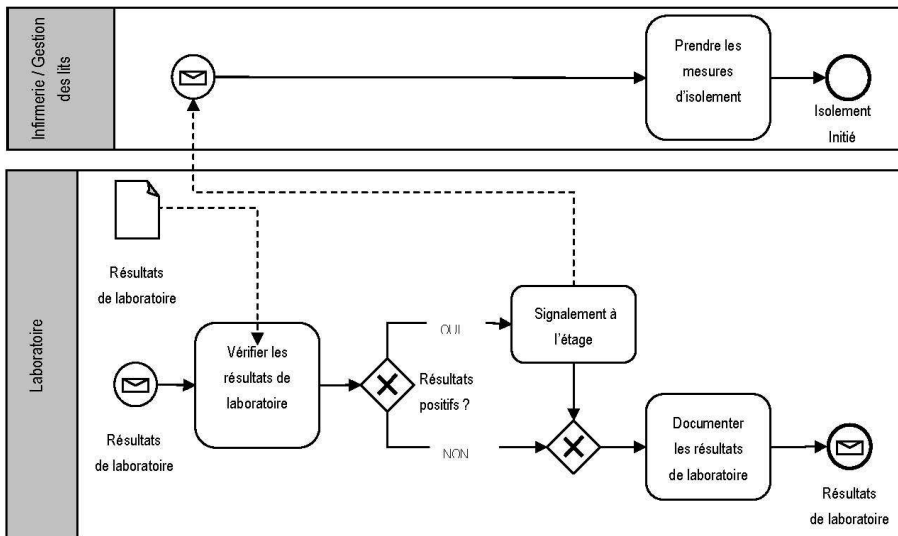 Infirmerie / Gestion
des lits
Prendre les
mesures
d'isolement
Isolement
Initié
Laboratoire
Résultats
de laboratoire
Résultats
de laboratoire
Vérifier les
résultats de
laboratoire
OUI
Résultats
positifs ?
NON
Signalement à
l'étage
Documenter
les résultats
de laboratoire
Résultats
de laboratoire